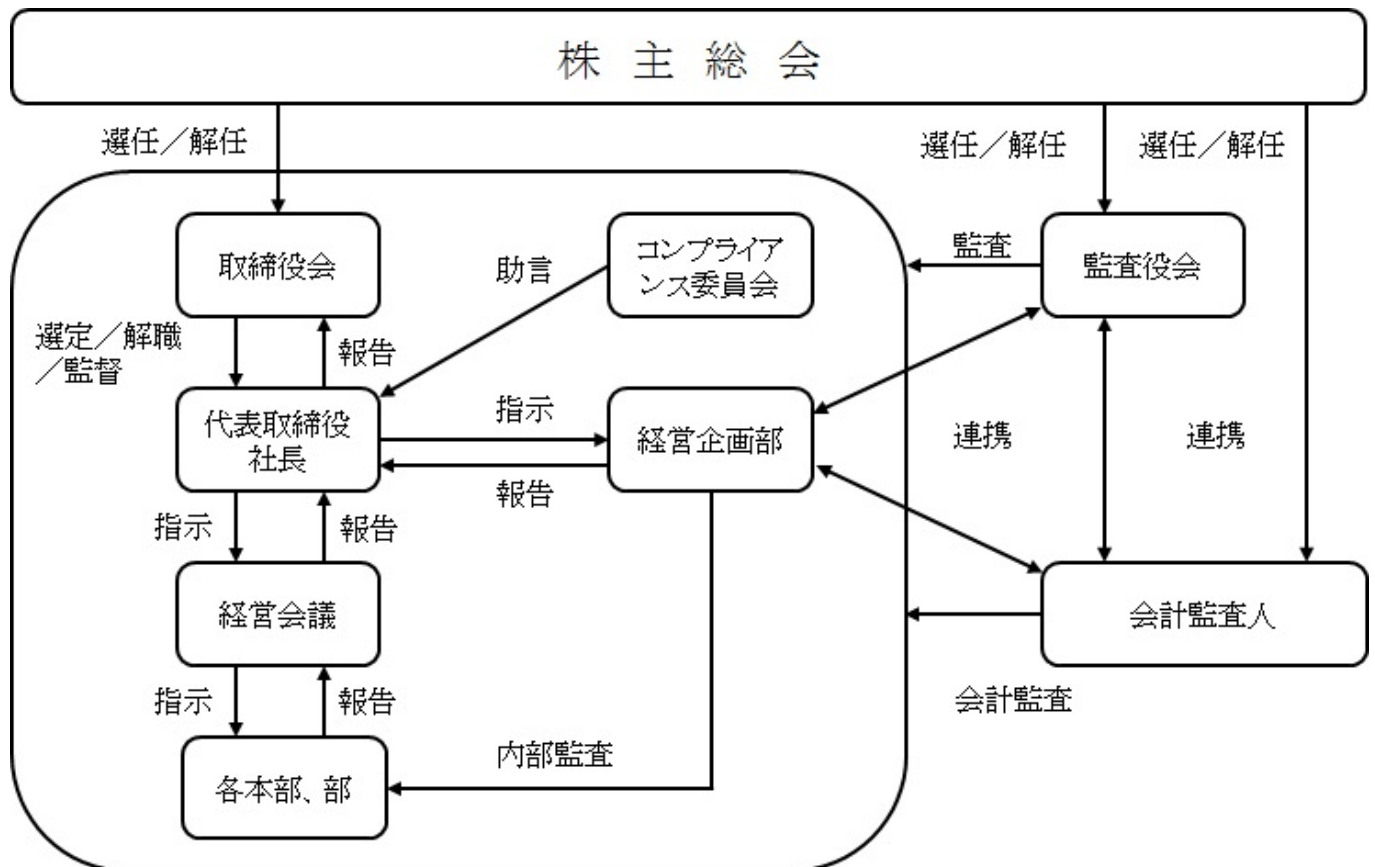 株主総会
選任／解任
選任／解任
選任／解任
取締役会
助言
コンプライア
ンス委員会
監査
監査役会
選定／解職
／監督
報告
代表取締役
社長
指示
報告
経営企画部
連携
連携
指示
報告
経営会議
会計監査人
指示
報告
会計監査
各本部、部
内部監査